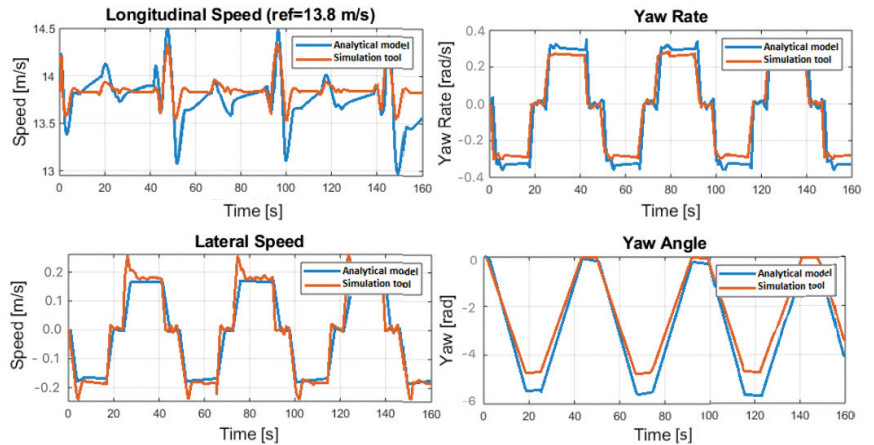 Longitudinal Speed (ref=13.8 m/s)
Analytical model
Simulation tool
Speed [m/s]
14.5
14
13.5
13
0 20 40 60 80 100 120 140 160
Time [s]
Yaw Rate
Analytical model
Simulation tool
Yaw Rate [rad/s]
0.4
0.2
0.0
-0.2
-0.4
0 20 40 60 80 100 120 140 160
Time [s]
Lateral Speed
Analytical model
Simulation tool
Speed [m/s]
0.2
0.1
0.0
- 0.1
-0.2
0 20 40 60 80 100 120 140 160
Time [s]
Yaw Angle
Analytical model
Simulation tool
Yaw [rad]
0
-2
-4
-6
0 20 40 60 80 100 120 140 160
Time [s]